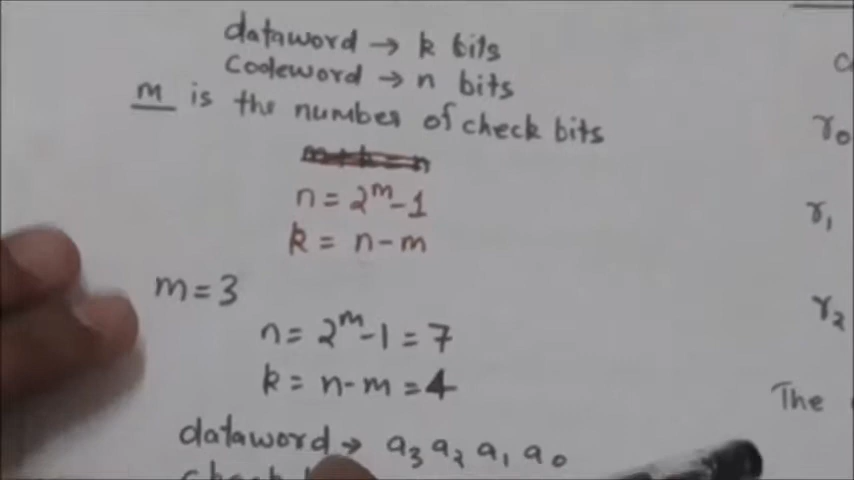 dataword → k bits
codeword → n bits
m is the number of check bits
m+k=n
n = 2^m - 1
k = n - m
m = 3
n = 2^m - 1 = 7
k = n - m = 4
dataword → a₃ a₂ a₁ a₀
check
r₀
r₁
r₂
The